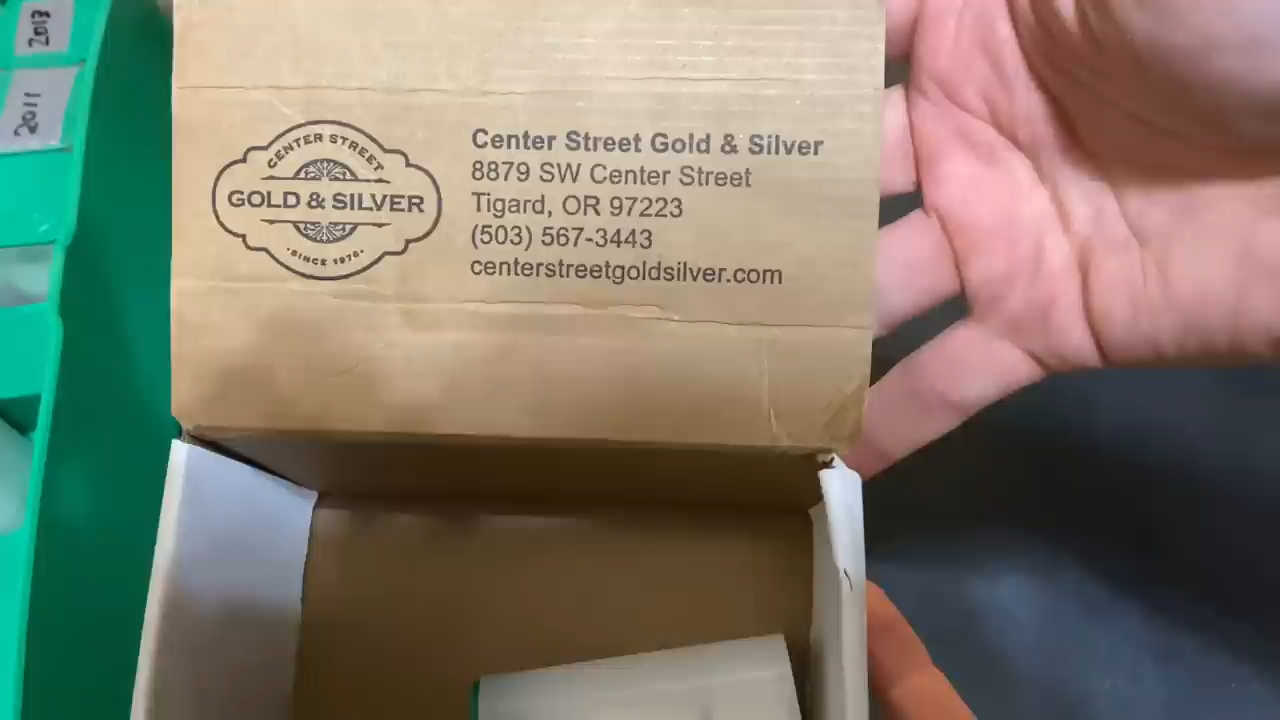 2013
2011
CENTER STREET
GOLD & SILVER
·SINCE 1976·
Center Street Gold & Silver
8879 SW Center Street
Tigard, OR 97223
(503) 567-3443
centerstreetgoldsilver.com